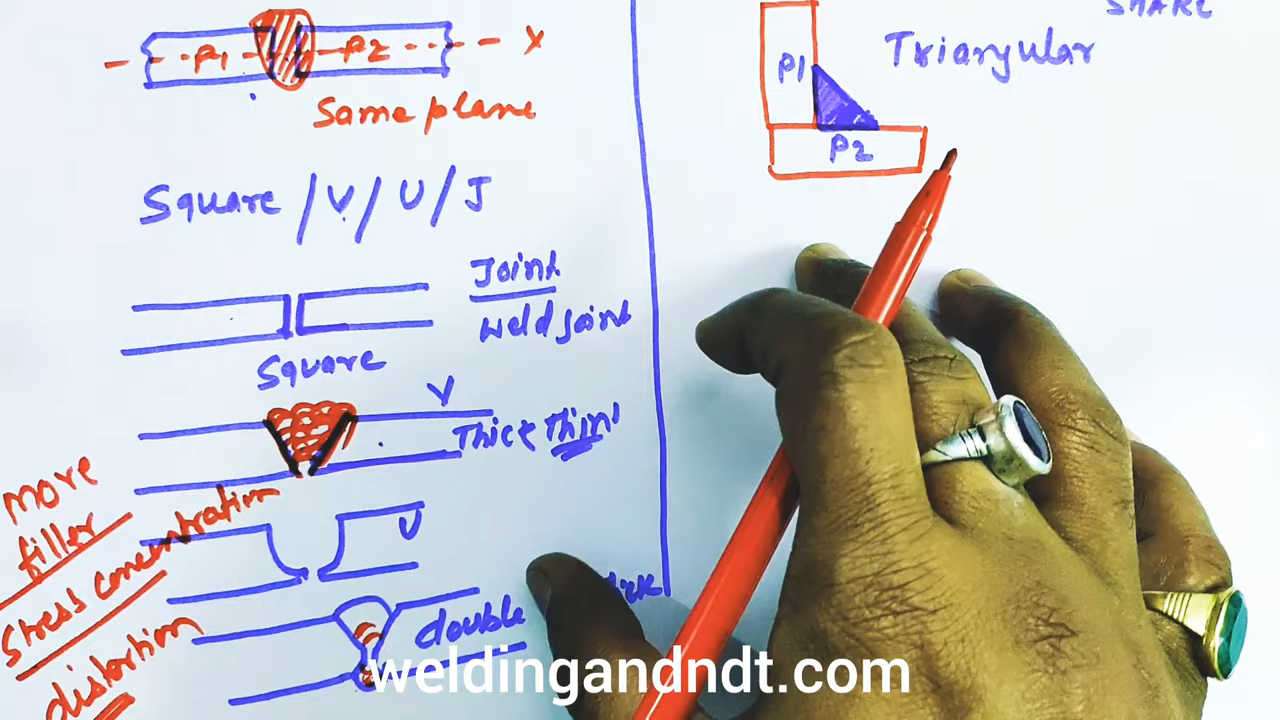 P1 P2 X
Same plane
Square / V / U / J
Joint
Weld joint
Square
V
Thick Thin
more
filler
Stress concentration
distortion
U
double
SHARE
Triangular
P1
P2
weldingandndt.com